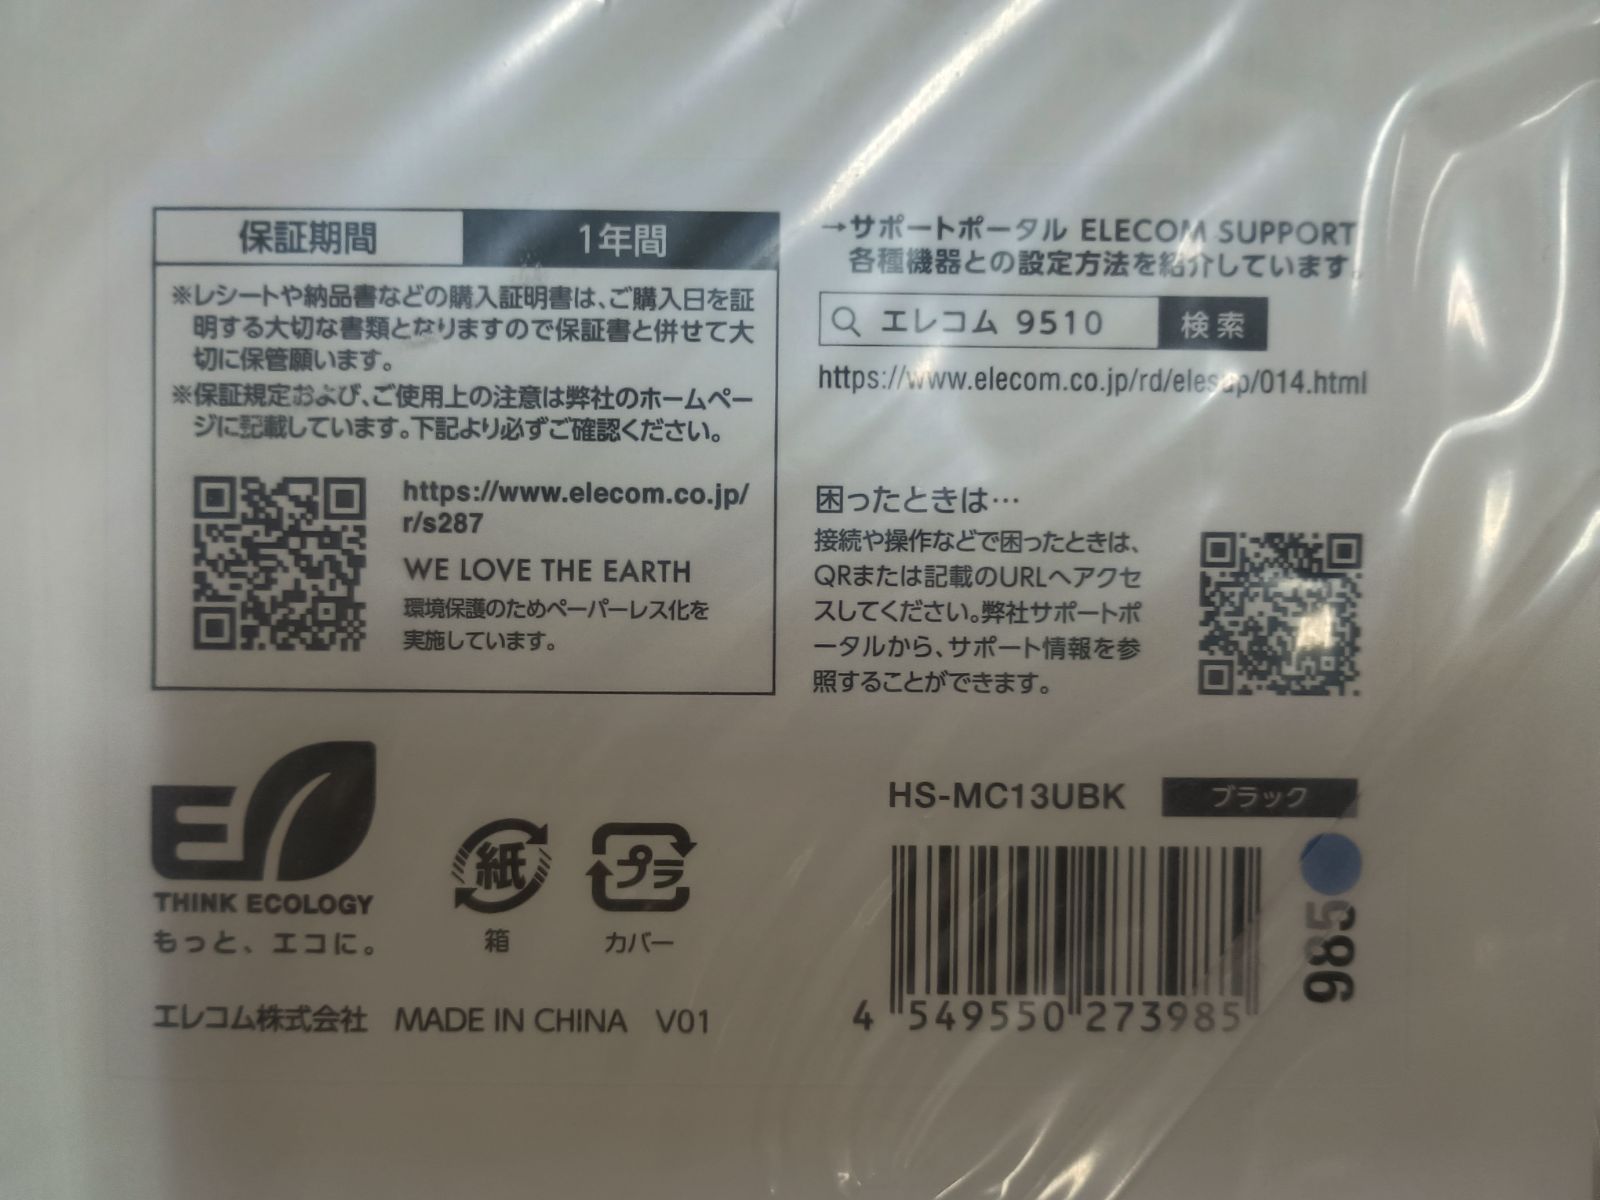 保証期間 1年間
※レシートや納品書などの購入証明書は、ご購入日を証
明する大切な書類となりますので保証書と併せて大
切に保管願います。
※保証規定および、ご使用上の注意は弊社のホームペー
ジに記載しています。下記より必ずご確認ください。
https://www.elecom.co.jp/
r/s287
WE LOVE THE EARTH
環境保護のためペーパーレス化を
実施しています。
→サポートポータル ELECOM SUPPORT
各種機器との設定方法を紹介しています。
エレコム 9510 検索
https://www.elecom.co.jp/rd/elesup/014.html
困ったときは…
接続や操作などで困ったときは、
QRまたは記載のURLへアクセ
スしてください。弊社サポートポ
ータルから、サポート情報を参
照することができます。
E
THINK ECOLOGY
もっと、エコに。
紙
箱
プラ
カバー
エレコム株式会社 MADE IN CHINA V01
HS-MC13UBK ブラック
4 549550 273985
985